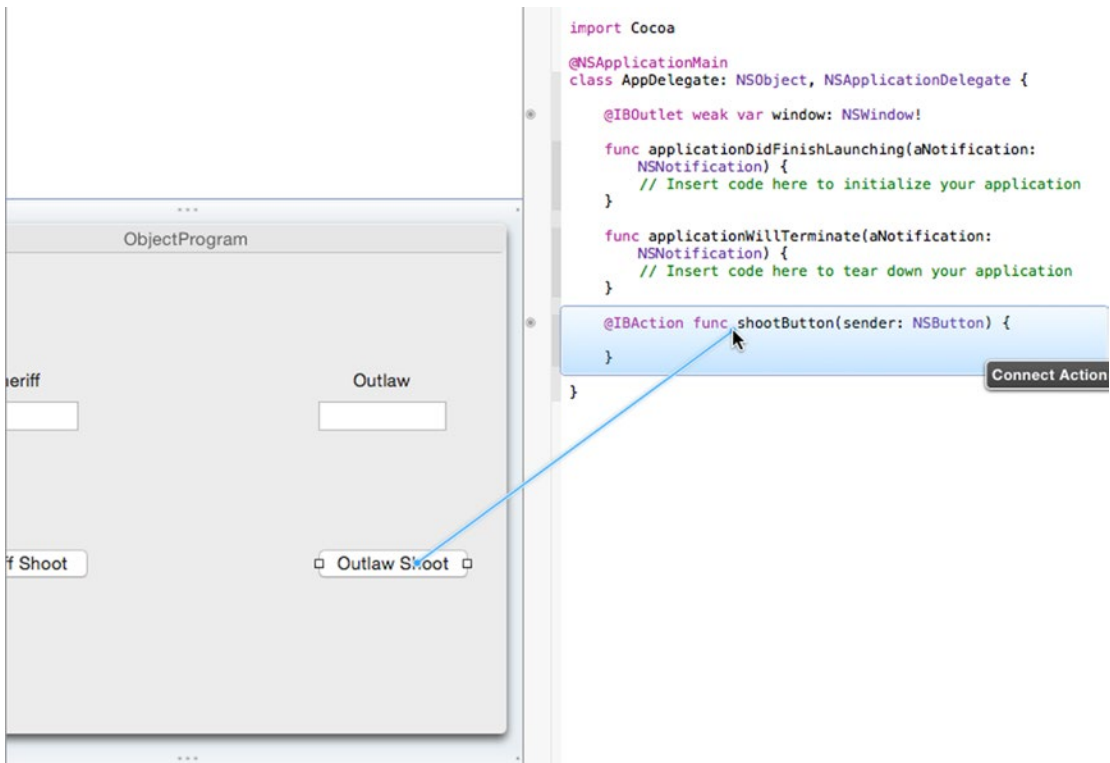 import Cocoa
@NSApplicationMain
class AppDelegate: NSObject, NSApplicationDelegate {
@IBOutlet weak var window: NSWindow!
func applicationDidFinishLaunching(aNotification:
NSNotification) {
// Insert code here to initialize your application
}
func applicationWillTerminate(aNotification:
NSNotification) {
// Insert code here to tear down your application
}
@IBAction func shootButton(sender: NSButton) {
}
Connect Action
}
ObjectProgram
eriff
Outlaw
f Shoot
Outlaw Shoot